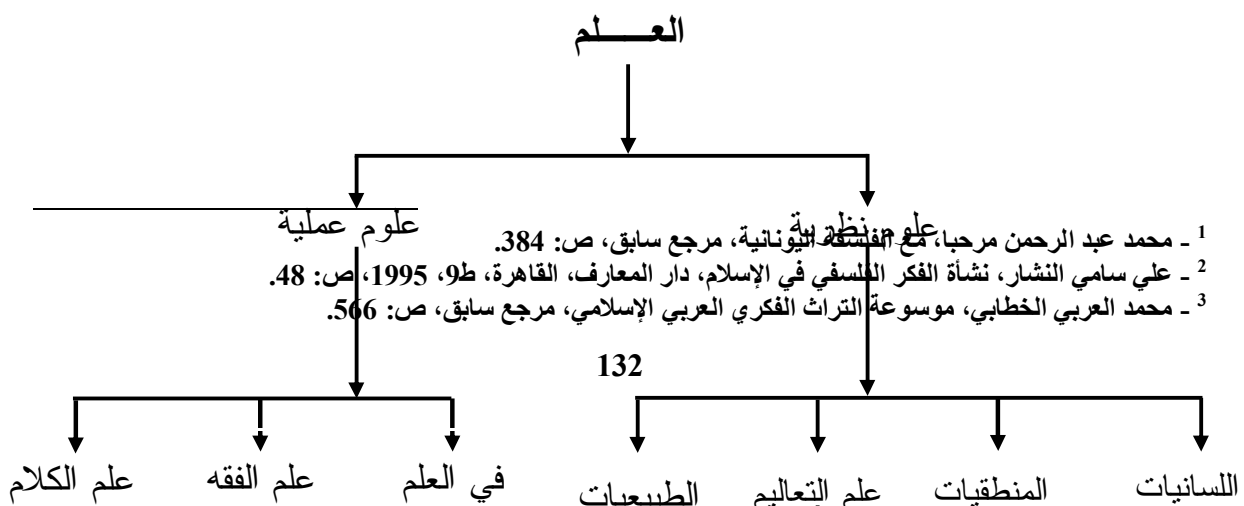 العـــــلم
علوم نظرية
علوم عملية
1 ـ محمد عبد الرحمن مرحبا، مع الفلسفة اليونانية، مرجع سابق، ص: 384.
2 ـ علي سامي النشار، نشأة الفكر الفلسفي في الإسلام، دار المعارف، القاهرة، ط9، 1995، ص: 48.
3 ـ محمد العربي الخطابي، موسوعة التراث الفكري العربي الإسلامي، مرجع سابق، ص: 566.
132
اللسانيات المنطقيات علم التعاليم الطبيعيات في العلم علم الفقه علم الكلام